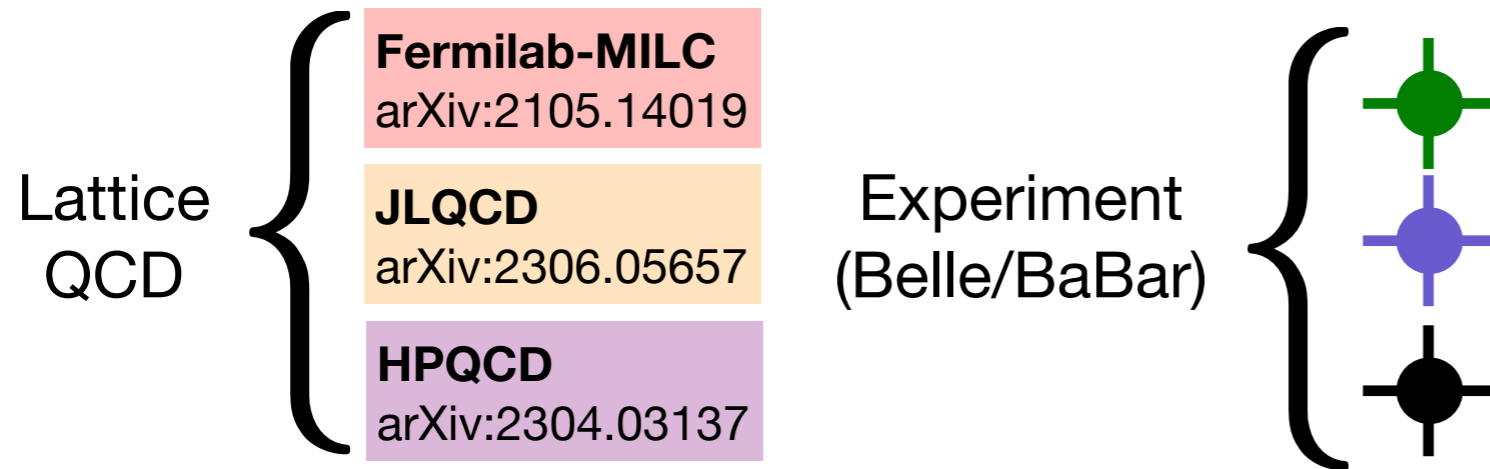 Lattice
QCD
Fermilab-MILC
arXiv:2105.14019
JLQCD
arXiv:2306.05657
HPQCD
arXiv:2304.03137
Experiment
(Belle/BaBar)